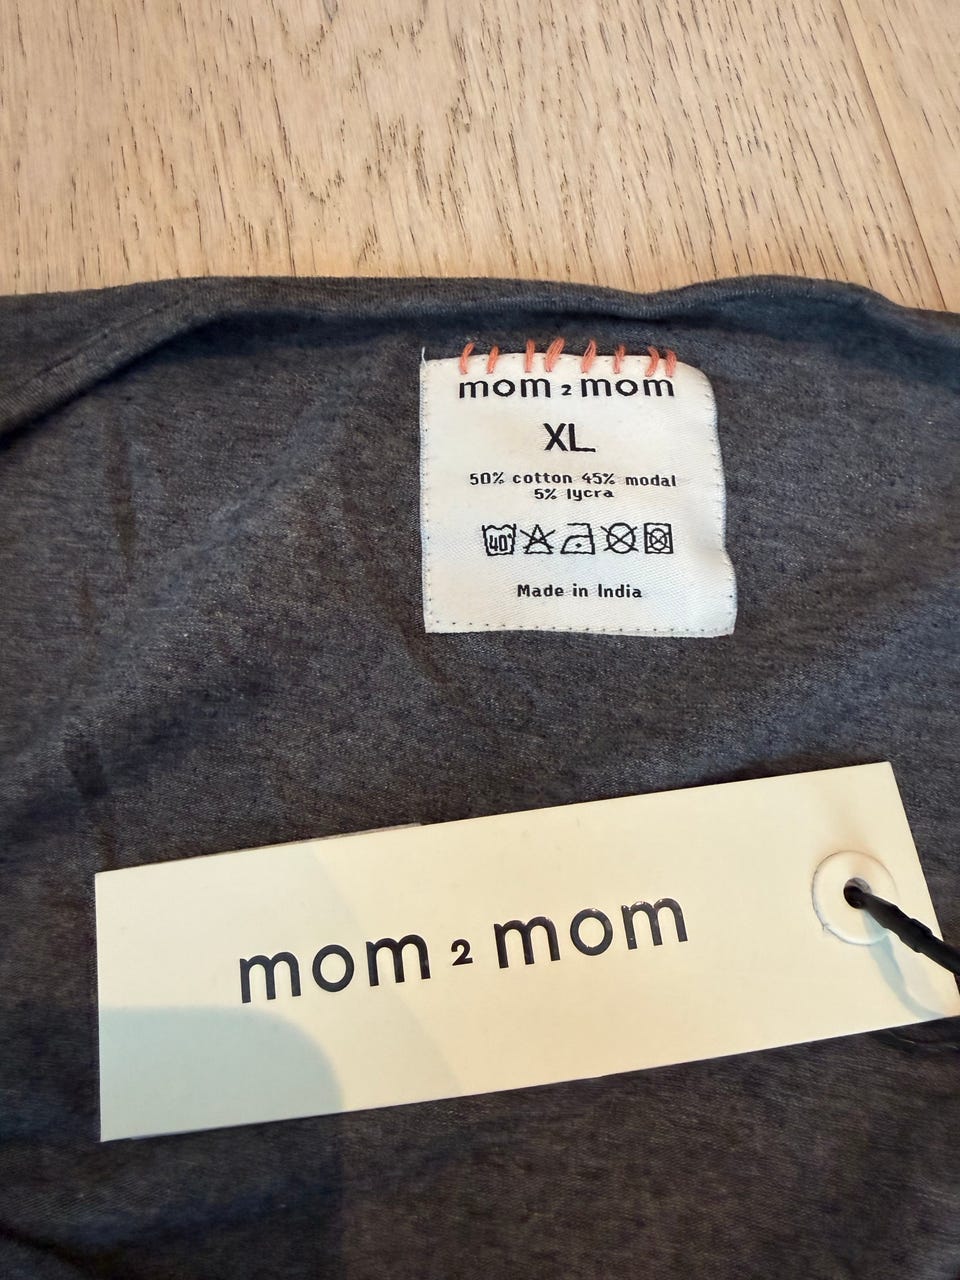 mom 2 mom
XL
50% cotton 45% modal
5% lycra
40°
Made in India
mom 2 mom